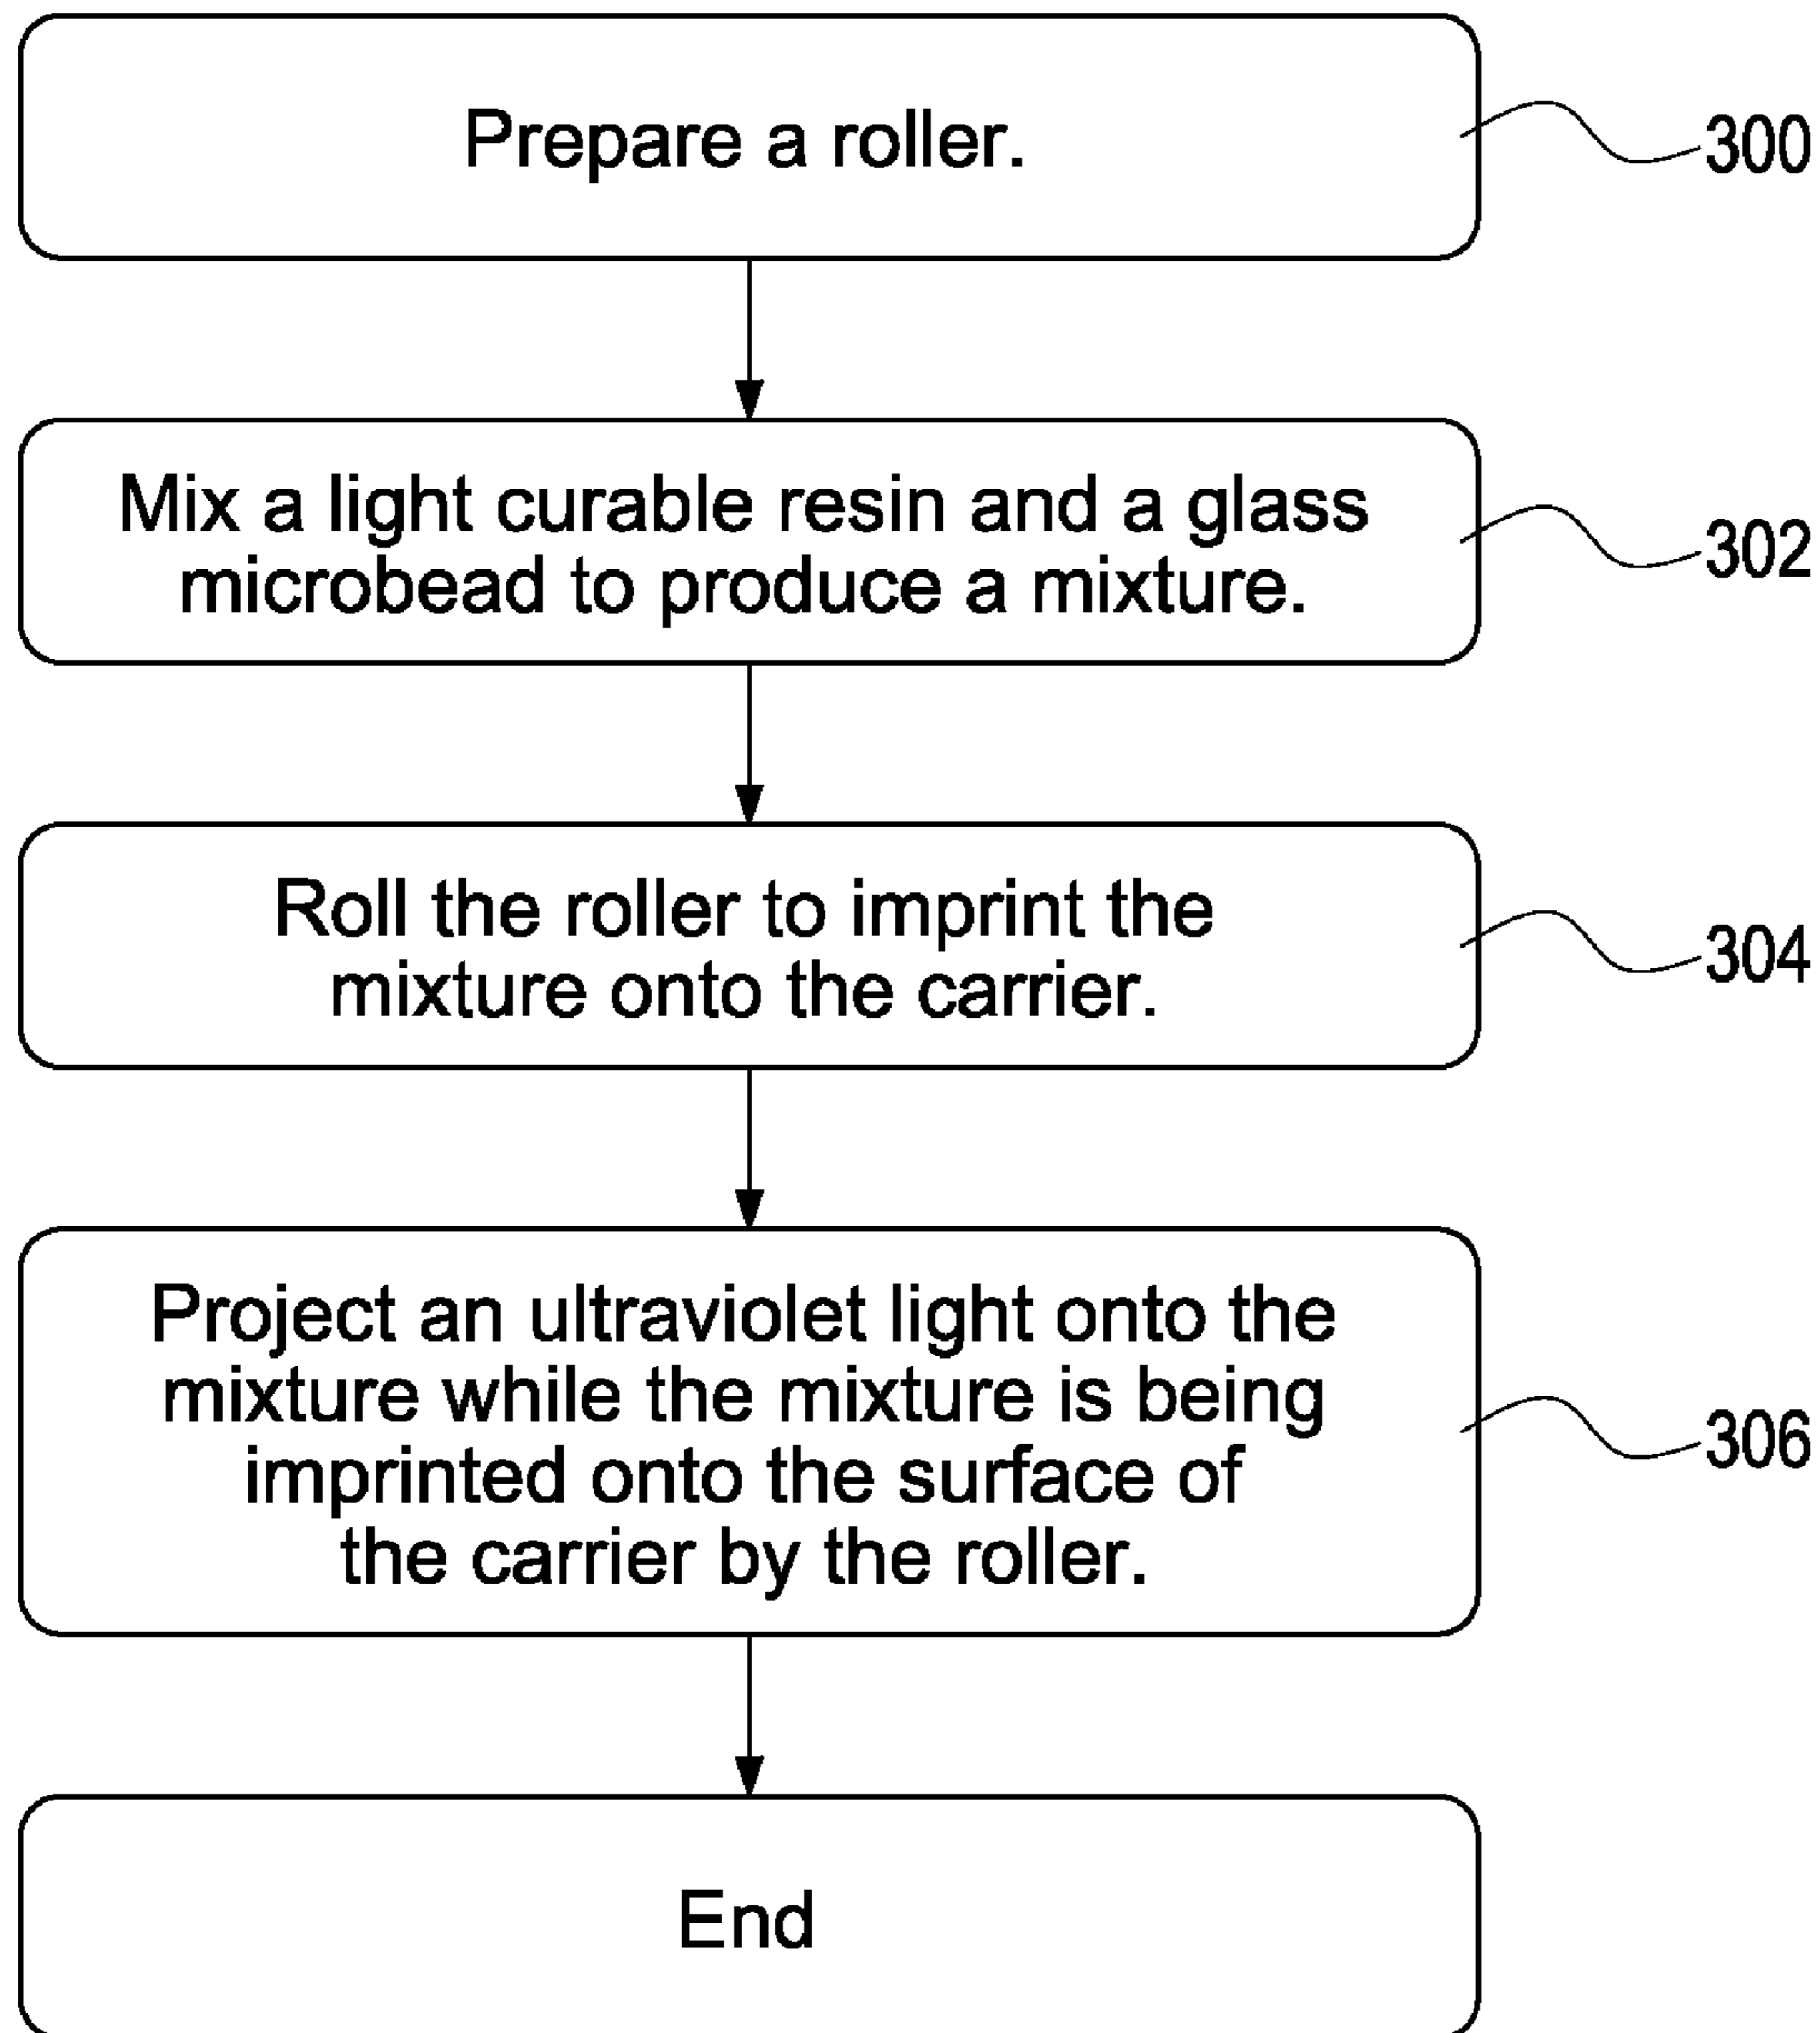 Prepare a roller.
300
Mix a light curable resin and a glass
microbead to produce a mixture.
302
Roll the roller to imprint the
mixture onto the carrier.
304
Project an ultraviolet light onto the
mixture while the mixture is being
imprinted onto the surface of
the carrier by the roller.
306
End